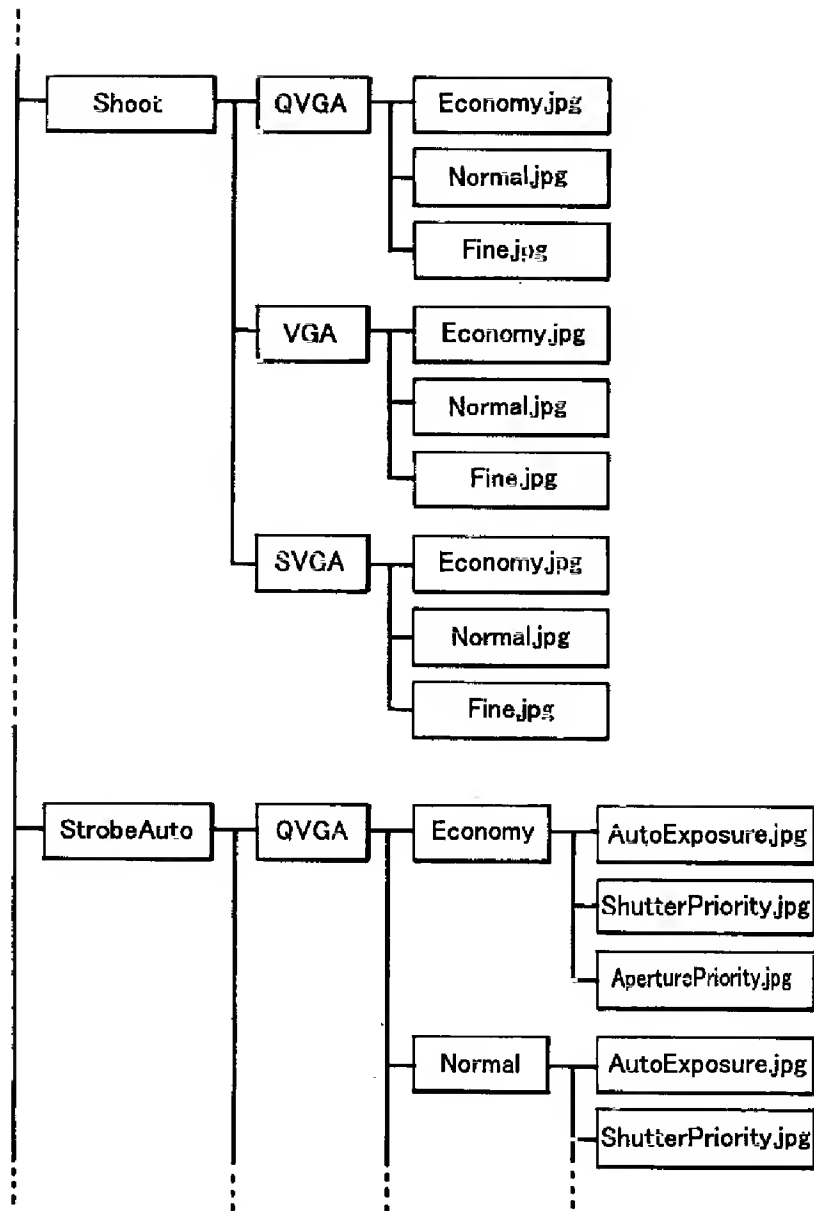 Shoot QVGA Economy.jpg
Normal.jpg
Fine.jpg
VGA Economy.jpg
Normal.jpg
Fine.jpg
SVGA Economy.jpg
Normal.jpg
Fine.jpg
StrobeAuto QVGA Economy AutoExposure.jpg
ShutterPriority.jpg
AperturePriority.jpg
Normal AutoExposure.jpg
ShutterPriority.jpg